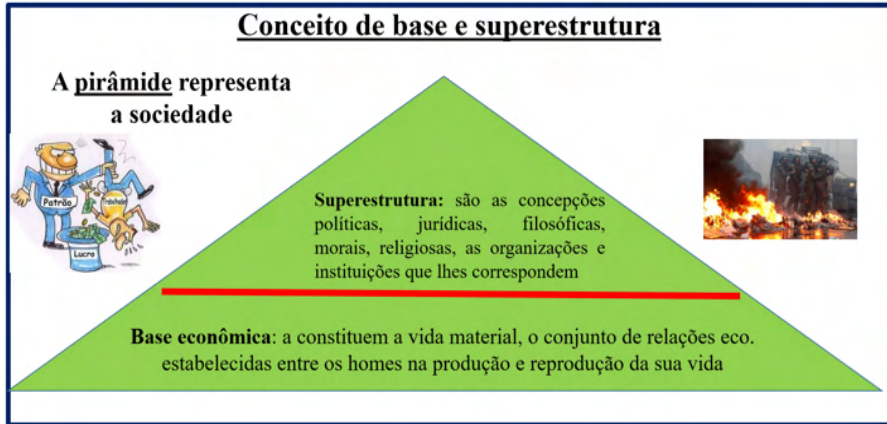 Conceito de base e superestrutura
A pirâmide representa
a sociedade
Patrão
Trabalhador
Lucro
Superestrutura: são as concepções
políticas, jurídicas, filosóficas,
morais, religiosas, as organizações e
instituições que lhes correspondem
Base econômica: a constituem a vida material, o conjunto de relações eco.
estabelecidas entre os homes na produção e reprodução da sua vida